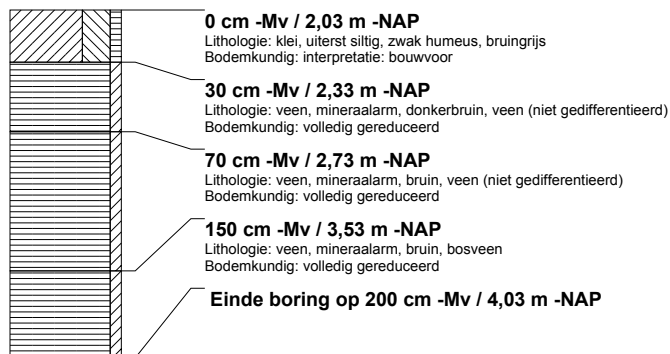 0 cm -Mv / 2,03 m -NAP
Lithologie: klei, uiterst siltig, zwak humeus, bruingrijs
Bodemkundig: interpretatie: bouwvoor
30 cm -Mv / 2,33 m -NAP
Lithologie: veen, mineraalarm, donkerbruin, veen (niet gedifferentieerd)
Bodemkundig: volledig gereduceerd
70 cm -Mv / 2,73 m -NAP
Lithologie: veen, mineraalarm, bruin, veen (niet gedifferentieerd)
Bodemkundig: volledig gereduceerd
150 cm -Mv / 3,53 m -NAP
Lithologie: veen, mineraalarm, bruin, bosveen
Bodemkundig: volledig gereduceerd
Einde boring op 200 cm -Mv / 4,03 m -NAP